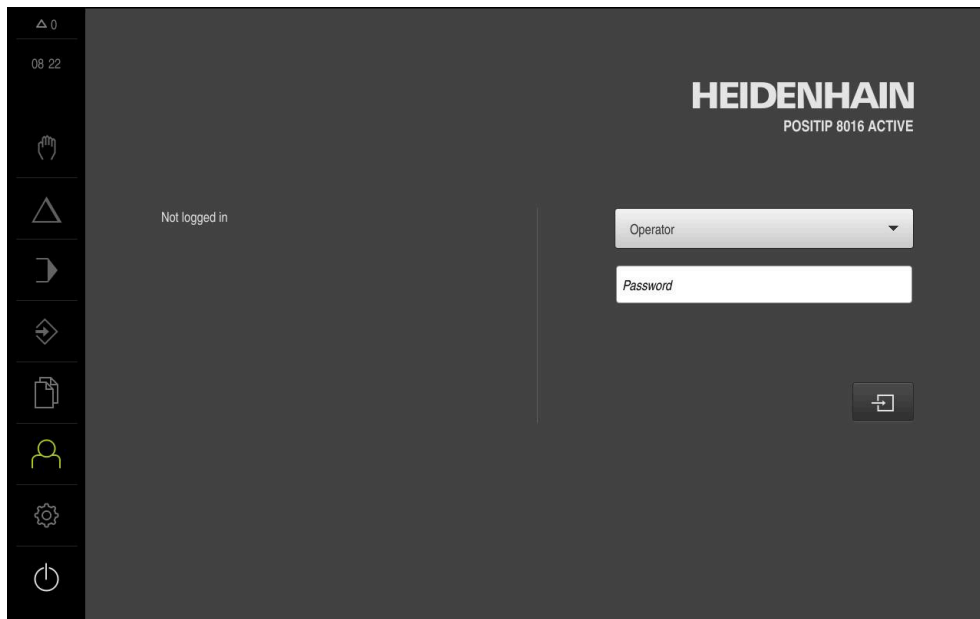 0
08 22
HEIDENHAIN
POSITIP 8016 ACTIVE
Not logged in
Operator
Password